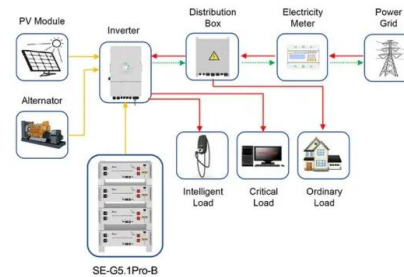 PV Module
Inverter
Distribution
Box
Electricity
Meter
Power
Grid
Alternator
Intelligent
Load
Critical
Load
Ordinary
Load
SE-G5.1Pro-B